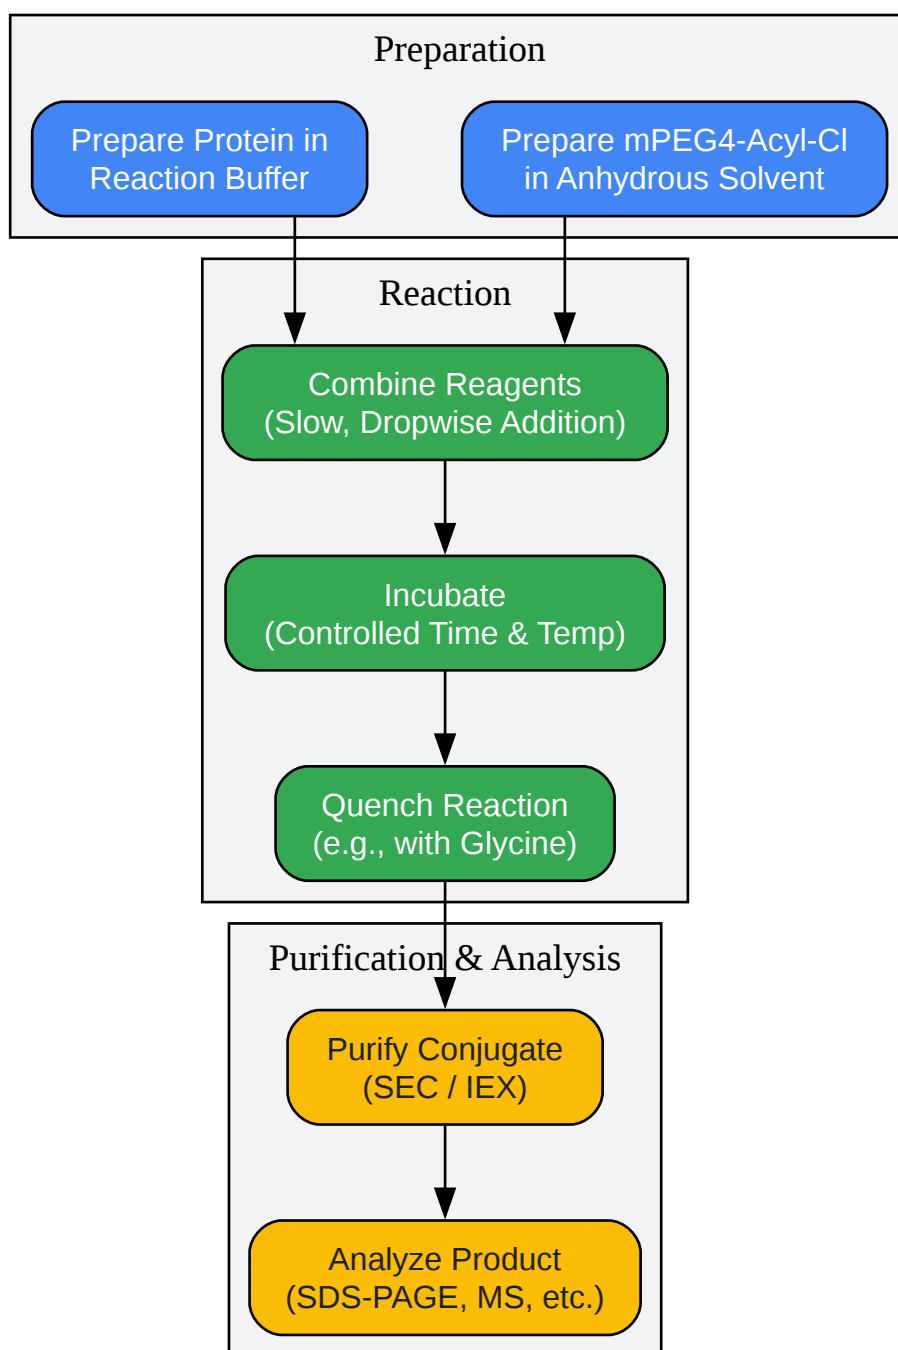 Preparation
Prepare Protein in
Reaction Buffer
Prepare mPEG4-Acyl-Cl
in Anhydrous Solvent
Reaction
Combine Reagents
(Slow, Dropwise Addition)
Incubate
(Controlled Time & Temp)
Quench Reaction
(e.g., with Glycine)
Purification & Analysis
Purify Conjugate
(SEC / IEX)
Analyze Product
(SDS-PAGE, MS, etc.)